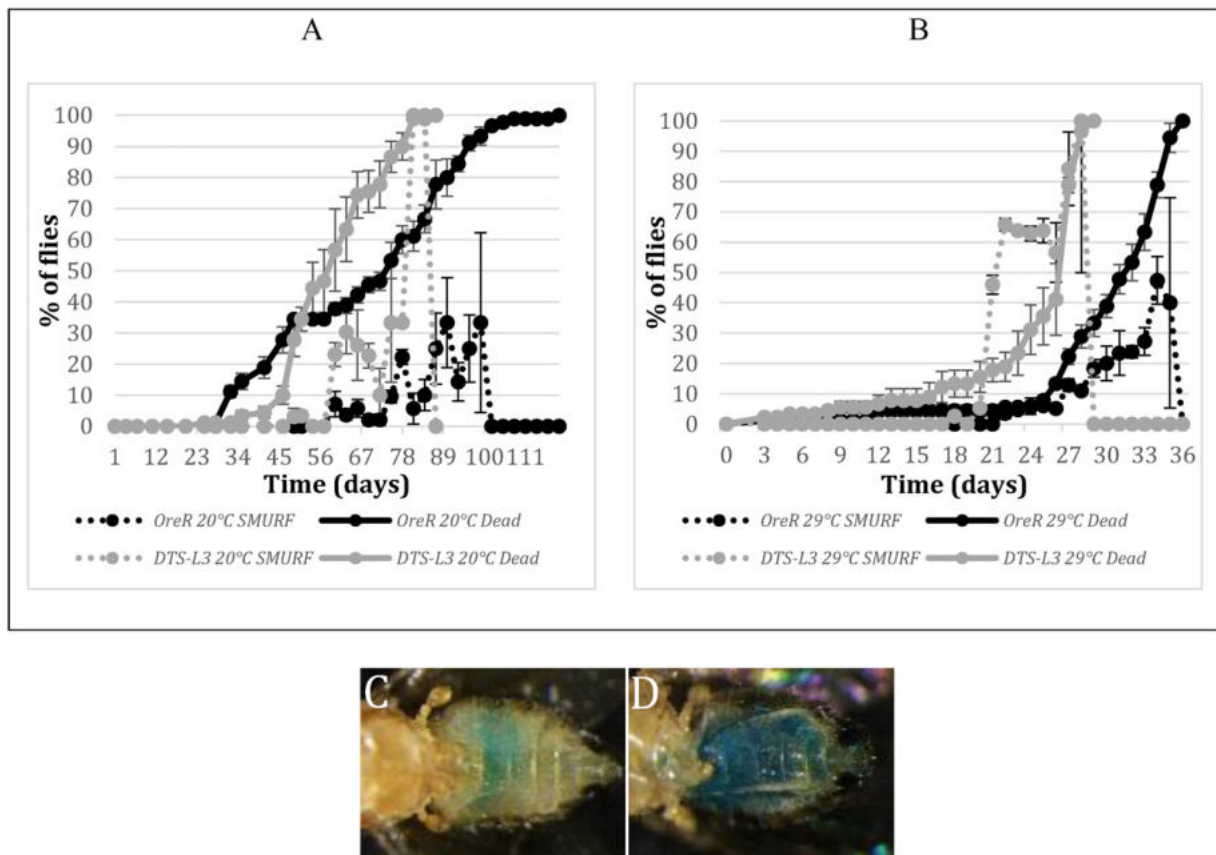 A
B
% of flies
100
90
80
70
60
50
40
30
20
10
0
1 12 23 34 45 56 67 78 89 100 111
Time (days)
OreR 20°C SMURF OreR 20°C Dead
DTS-L3 20°C SMURF DTS-L3 20°C Dead
% of flies
100
90
80
70
60
50
40
30
20
10
0
0 3 6 9 12 15 18 21 24 27 30 33 36
Time (days)
OreR 29°C SMURF OreR 29°C Dead
DTS-L3 29°C SMURF DTS-L3 29°C Dead
C
D